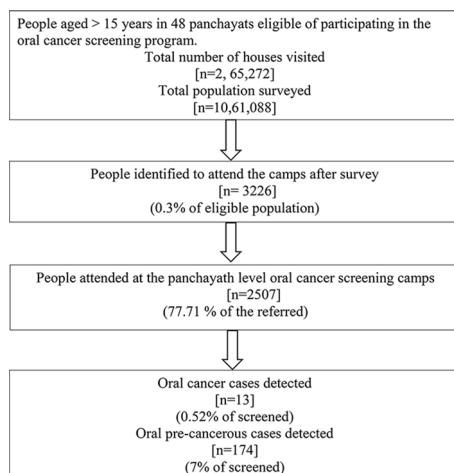 People aged > 15 years in 48 panchayats eligible of participating in the
oral cancer screening program.
Total number of houses visited
[n=2, 65,272]
Total population surveyed
[n=10,61,088]
People identified to attend the camps after survey
[n= 3226]
(0.3% of eligible population)
People attended at the panchayath level oral cancer screening camps
[n=2507]
(77.71 % of the referred)
Oral cancer cases detected
[n=13]
(0.52% of screened)
Oral pre-cancerous cases detected
[n=174]
(7% of screened)